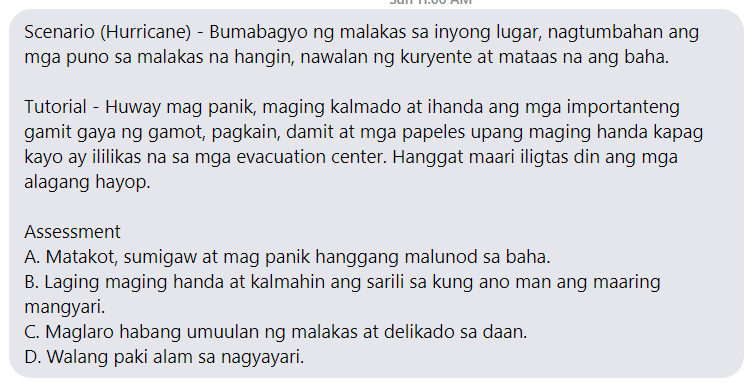 Sun 11:06 AM
Scenario (Hurricane) - Bumabagyo ng malakas sa inyong lugar, nagtumbahan ang
mga puno sa malakas na hangin, nawalan ng kuryente at mataas na ang baha.
Tutorial - Huway mag panik, maging kalmado at ihanda ang mga importanteng
gamit gaya ng gamot, pagkain, damit at mga papeles upang maging handa kapag
kayo ay ililikas na sa mga evacuation center. Hanggat maari iligtas din ang mga
alagang hayop.
Assessment
A. Matakot, sumigaw at mag panik hanggang malunod sa baha.
B. Laging maging handa at kalmahin ang sarili sa kung ano man ang maaring
mangyari.
C. Maglaro habang umuulan ng malakas at delikado sa daan.
D. Walang paki alam sa nagyayari.